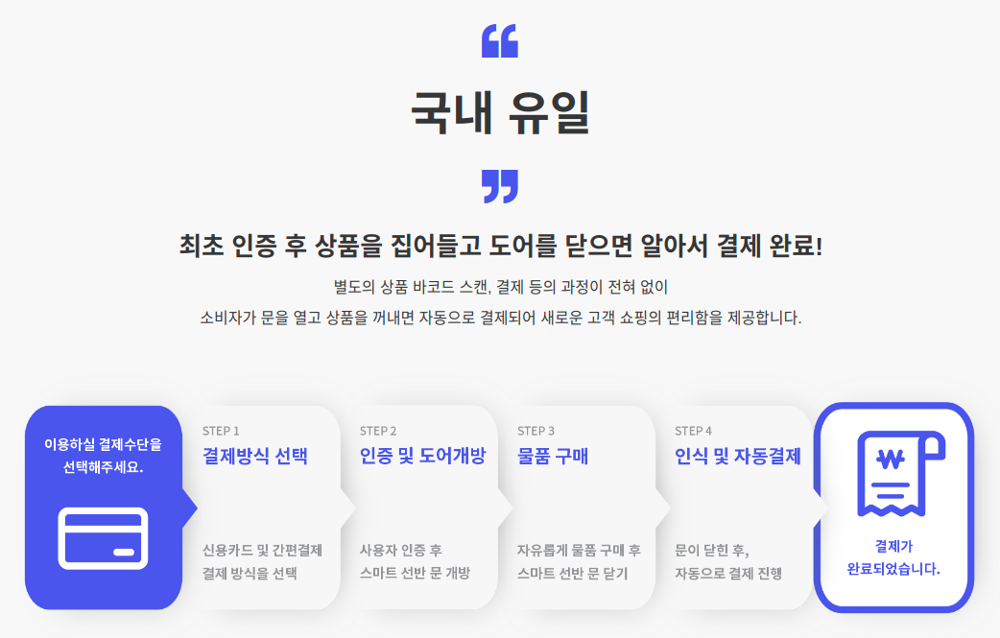 “
국내 유일
”
최초 인증 후 상품을 집어들고 도어를 닫으면 알아서 결제 완료!
별도의 상품 바코드 스캔, 결제 등의 과정이 전혀 없이
소비자가 문을 열고 상품을 꺼내면 자동으로 결제되어 새로운 고객 쇼핑의 편리함을 제공합니다.
이용하실 결제수단을
선택해주세요.
STEP 1
결제방식 선택
신용카드 및 간편결제
결제 방식을 선택
STEP 2
인증 및 도어개방
사용자 인증 후
스마트 선반 문 개방
STEP 3
물품 구매
자유롭게 물품 구매 후
스마트 선반 문 닫기
STEP 4
인식 및 자동결제
문이 닫힌 후,
자동으로 결제 진행
₩
결제가
완료되었습니다.